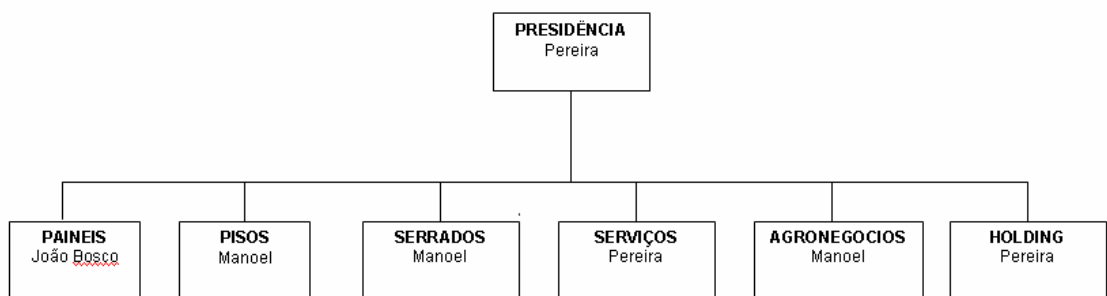 PRESIDÊNCIA
Pereira
PAINEIS
João Bosco
PISOS
Manoel
SERRADOS
Manoel
SERVIÇOS
Pereira
AGRONEGOCIOS
Manoel
HOLDING
Pereira